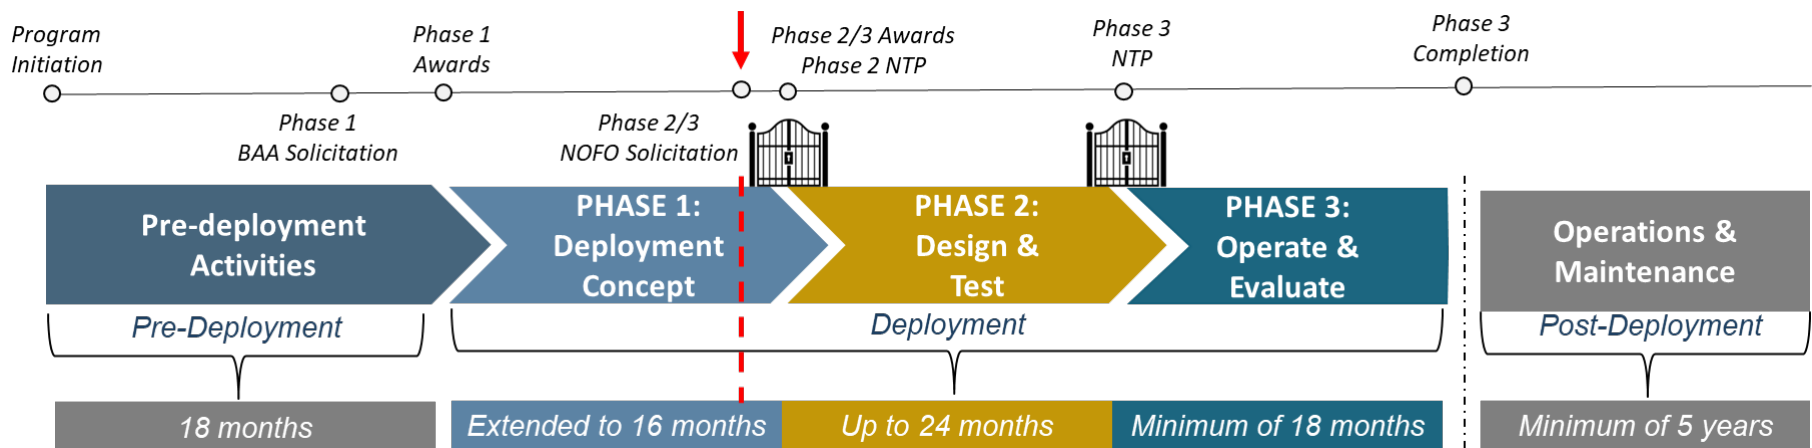 Program
Initiation
Phase 1
Awards
Phase 2/3 Awards
Phase 2 NTP
Phase 3
NTP
Phase 3
Completion
Phase 1
BAA Solicitation
Phase 2/3
NOFO Solicitation
Pre-deployment
Activities
PHASE 1:
Deployment
Concept
PHASE 2:
Design &
Test
PHASE 3:
Operate &
Evaluate
Operations &
Maintenance
Pre-Deployment
Deployment
Post-Deployment
18 months
Extended to 16 months
Up to 24 months
Minimum of 18 months
Minimum of 5 years